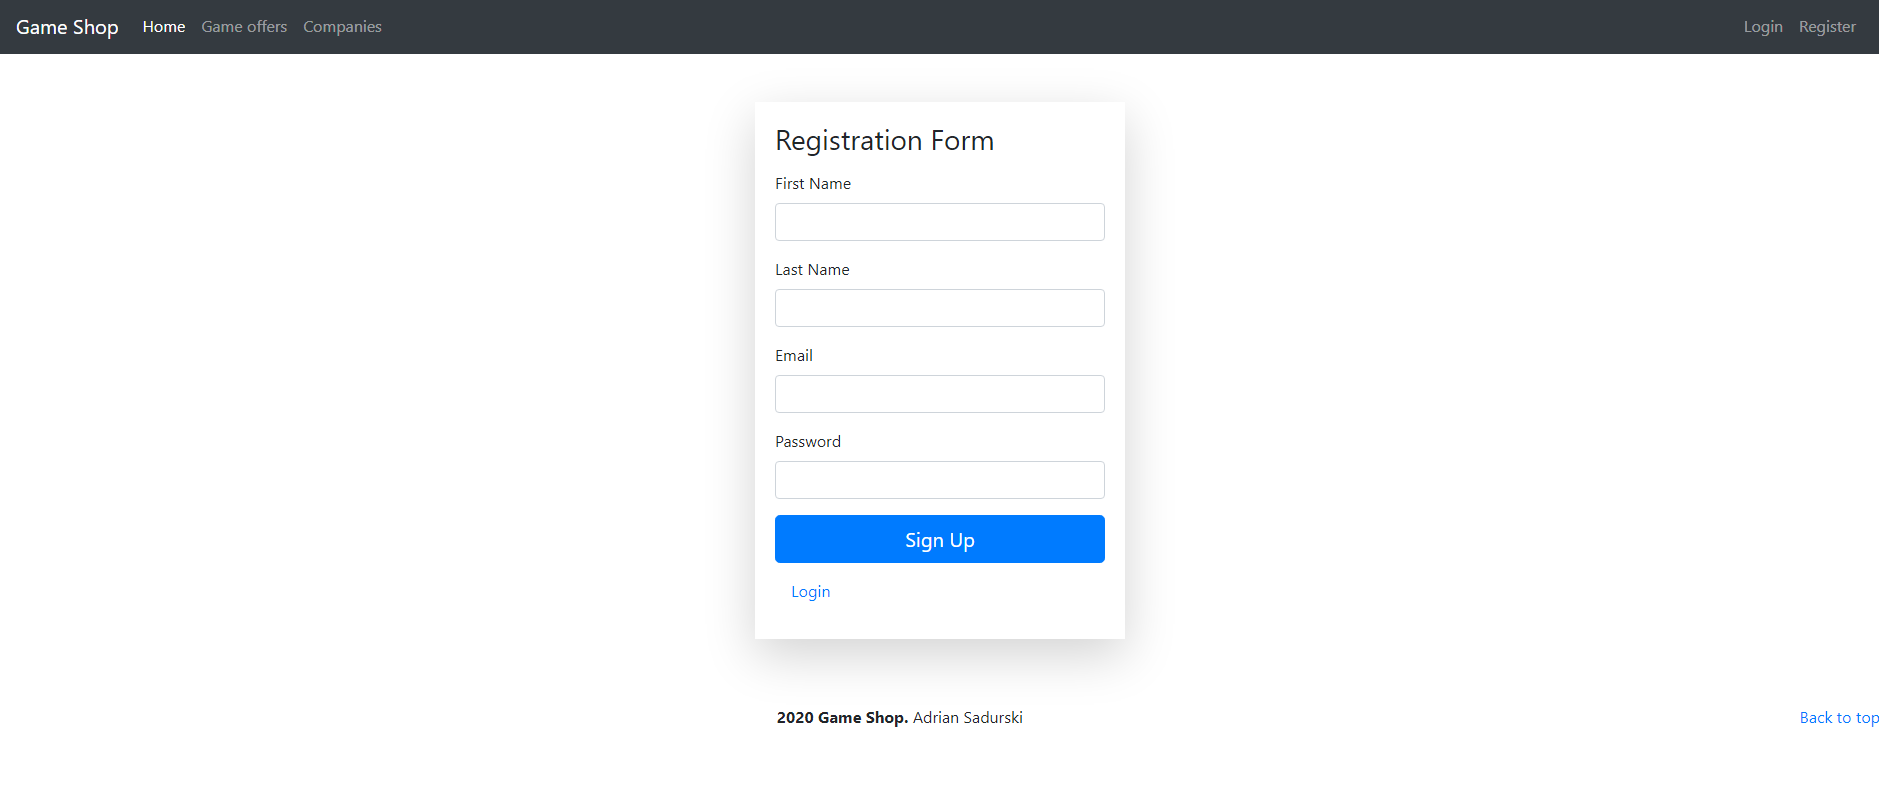 Game Shop Home Game offers Companies Login Register
Registration Form
First Name
Last Name
Email
Password
Sign Up
Login
2020 Game Shop. Adrian Sadurski Back to top